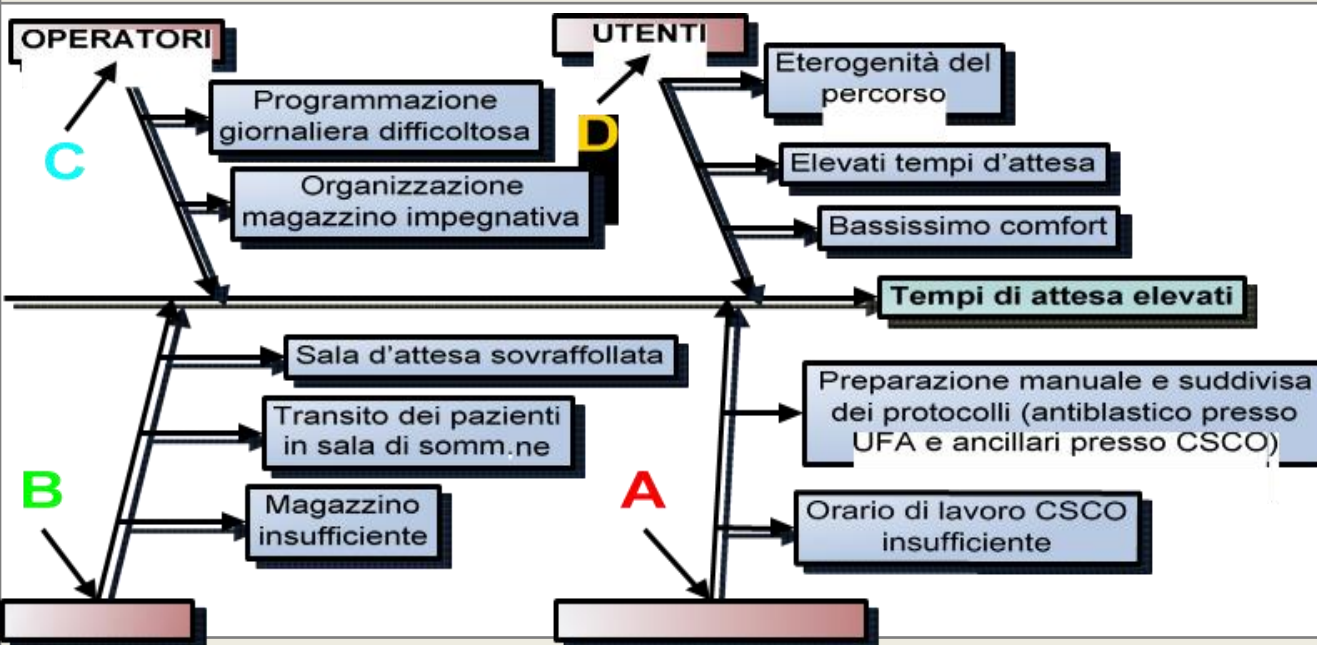 OPERATORI
C
Programmazione
giornaliera difficoltosa
Organizzazione
magazzino impegnativa
UTENTI
D
Eterogenità del
percorso
Elevati tempi d'attesa
Bassissimo comfort
Tempi di attesa elevati
B
Sala d'attesa sovraffollata
Transito dei pazienti
in sala di somm.ne
Magazzino
insufficiente
A
Preparazione manuale e suddivisa
dei protocolli (antiblastico presso
UFA e ancillari presso CSCO)
Orario di lavoro CSCO
insufficiente